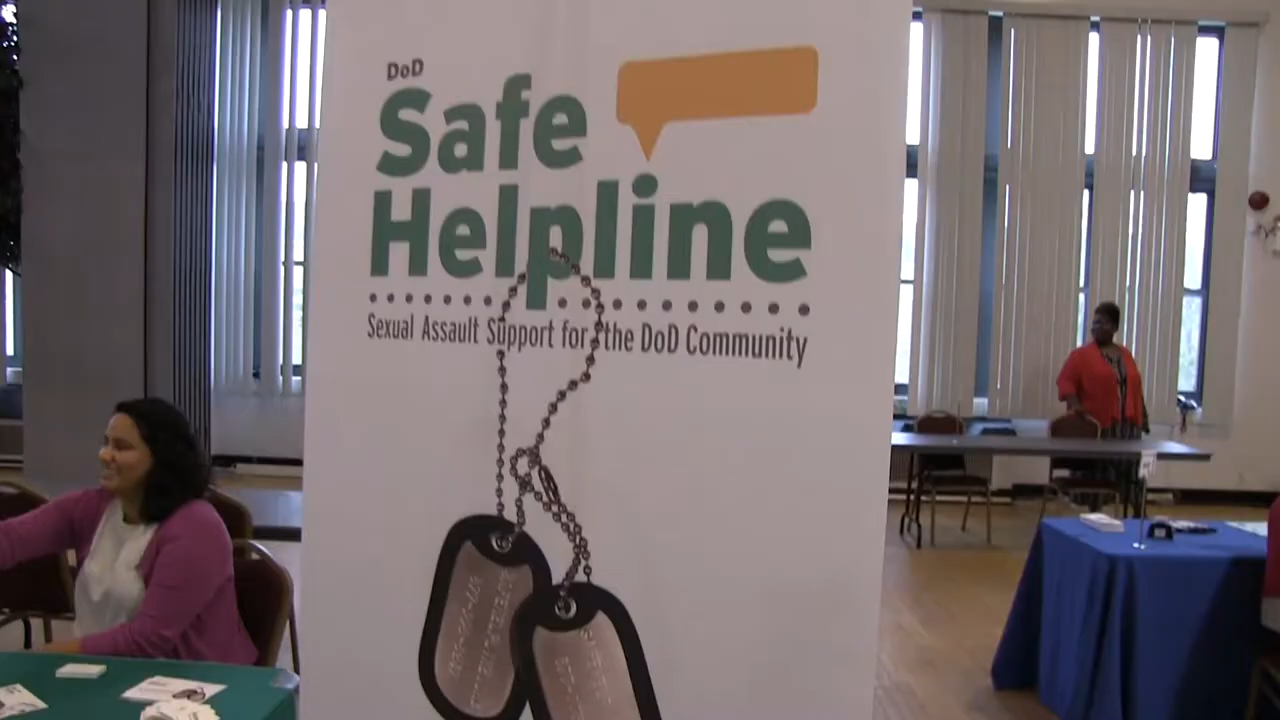 DoD
Safe
Helpline
Sexual Assault Support for the DoD Community